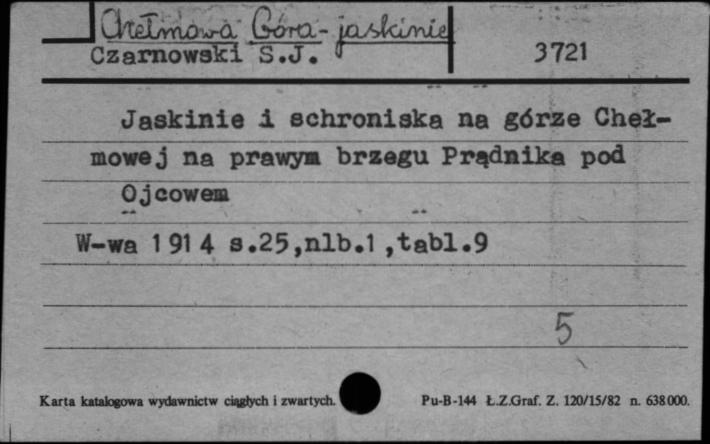 Chełmowa Góra - jaskinie
Czarnowski S.J. 3721
Jaskinie i schroniska na górze Cheł-
mowej na prawym brzegu Prądnika pod
Ojcowem
W-wa 1914 s.25,nlb.1,tabl.9
5
Karta katalogowa wydawnictw ciągłych i zwartych. Pu-B-144 Ł.Z.Graf. Z. 120/15/82 n. 638000.